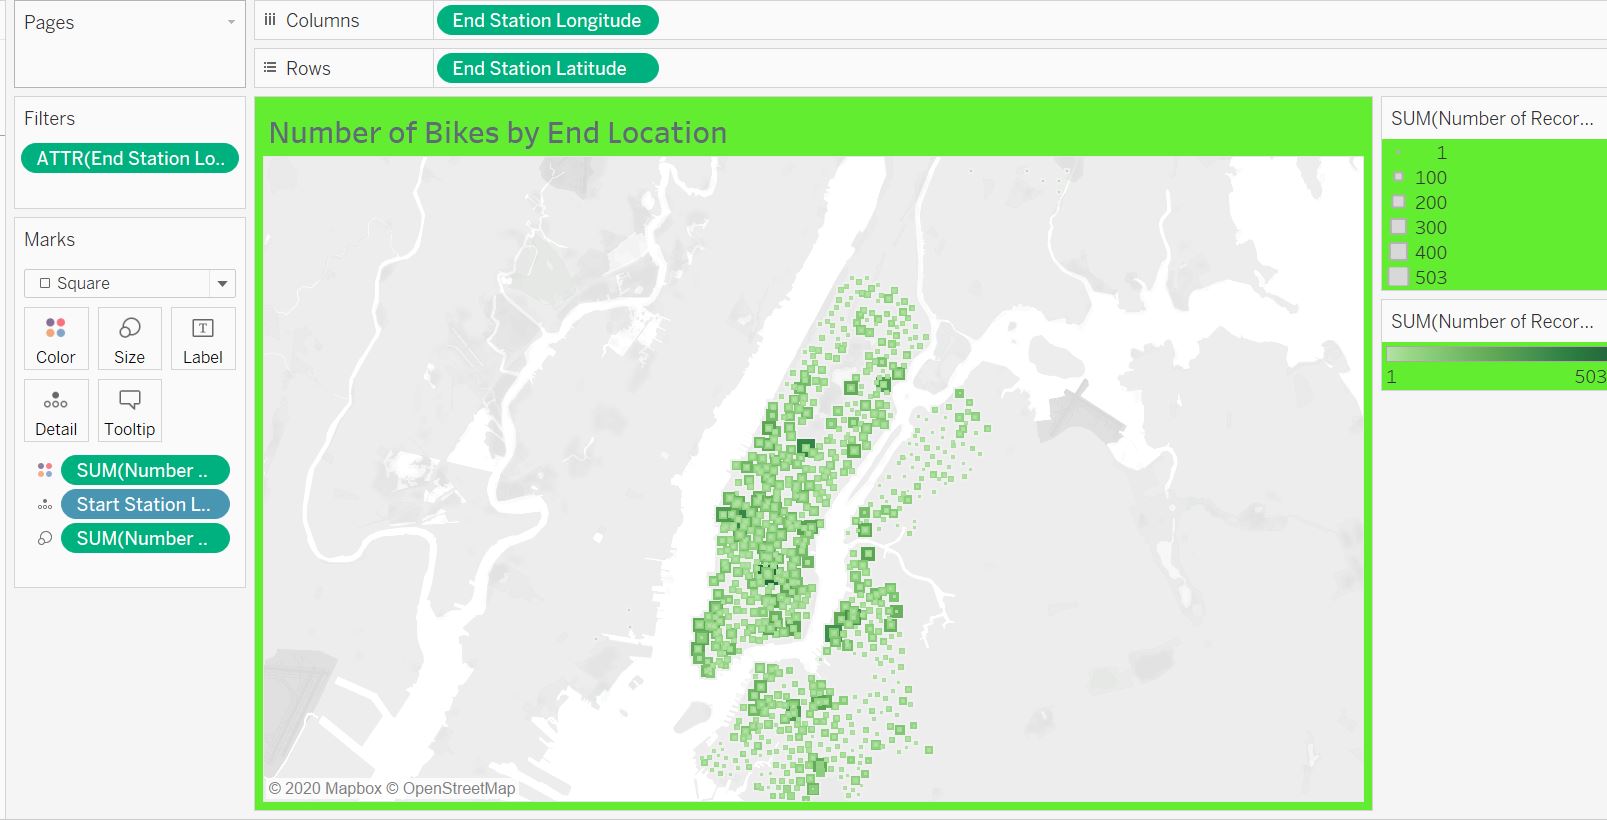 Pages
Columns
End Station Longitude
Rows
End Station Latitude
Filters
ATTR(End Station Lo..
Marks
Square
Color
Size
Label
Detail
Tooltip
SUM(Number ..
Start Station L..
SUM(Number ..
Number of Bikes by End Location
© 2020 Mapbox © OpenStreetMap
SUM(Number of Recor...
1
100
200
300
400
503
SUM(Number of Recor...
1 503